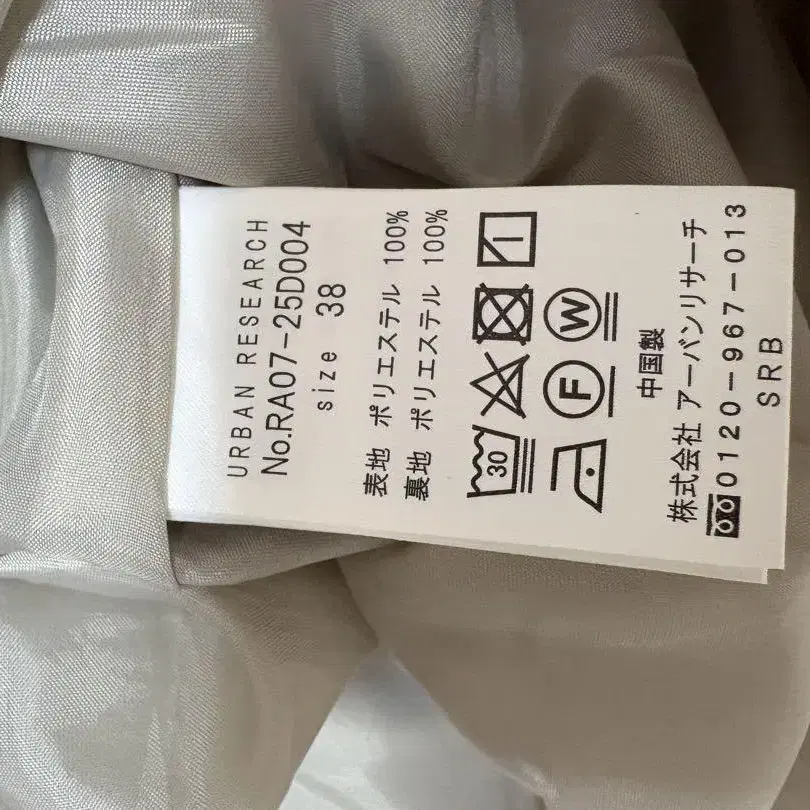 URBAN RESEARCH
No.RA07-25D004
size 38
表地 ポリエステル 100%
裏地 ポリエステル 100%
30
F W
中国製
株式会社 アーバンリサーチ
0120-967-013
SRB